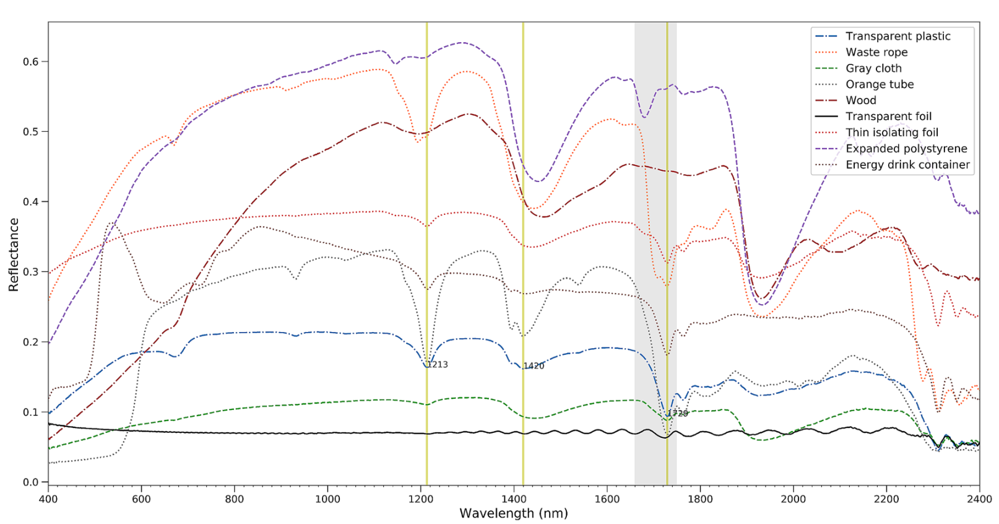 0.6
0.5
0.4
0.3
0.2
0.1
0.0
Reflectance
Transparent plastic
Waste rope
Gray cloth
Orange tube
Wood
Transparent foil
Thin isolating foil
Expanded polystyrene
Energy drink container
1213
1420
1729
400 600 800 1000 1200 1400 1600 1800 2000 2200 2400
Wavelength (nm)